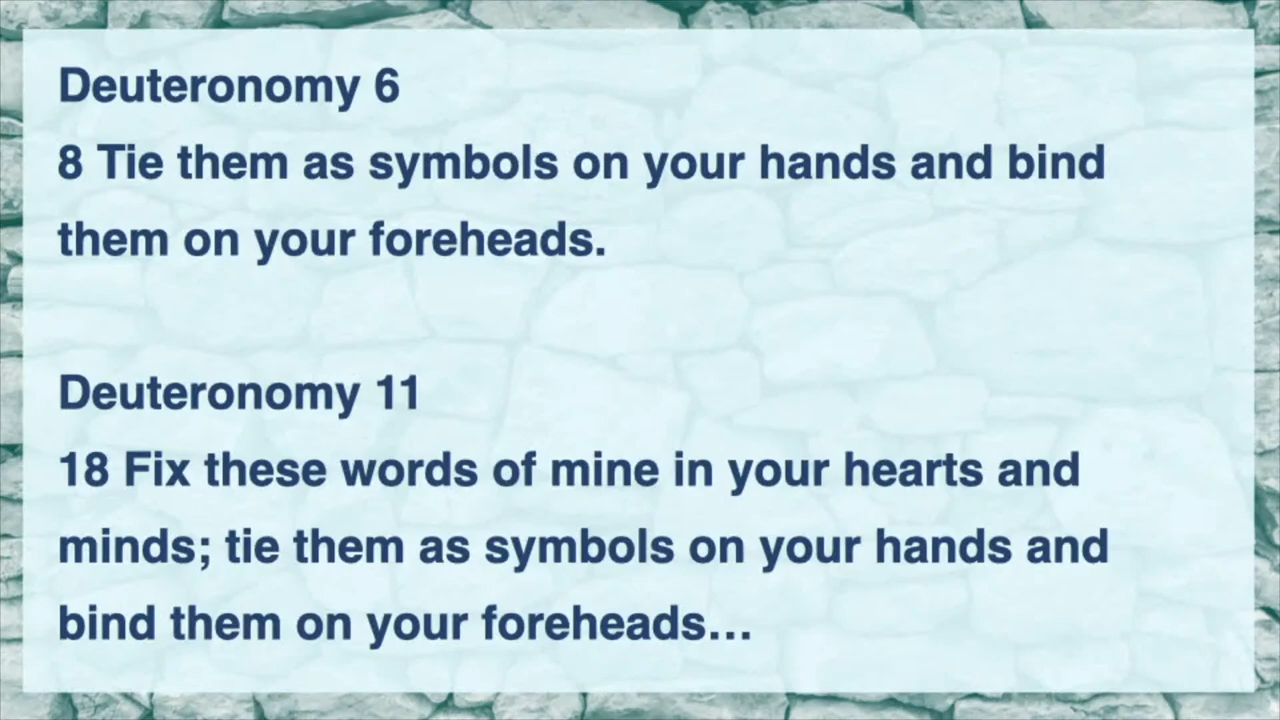 Deuteronomy 6
8 Tie them as symbols on your hands and bind
them on your foreheads.
Deuteronomy 11
18 Fix these words of mine in your hearts and
minds; tie them as symbols on your hands and
bind them on your foreheads…